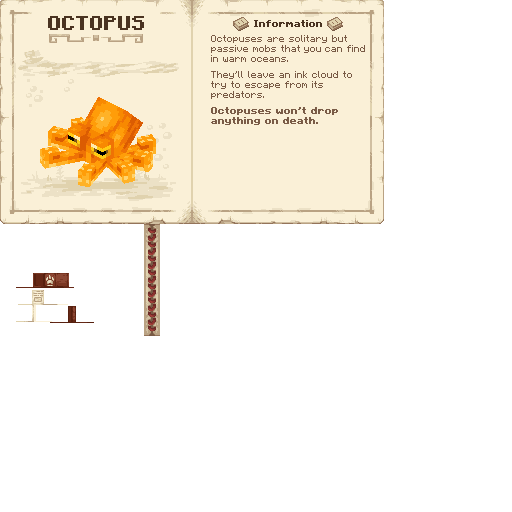 OCTOPUS
Information
Octopuses are solitary but
passive mobs that you can find
in warm oceans.
They'll leave an ink cloud to
try to escape from its
predators.
Octopuses won't drop
anything on death.